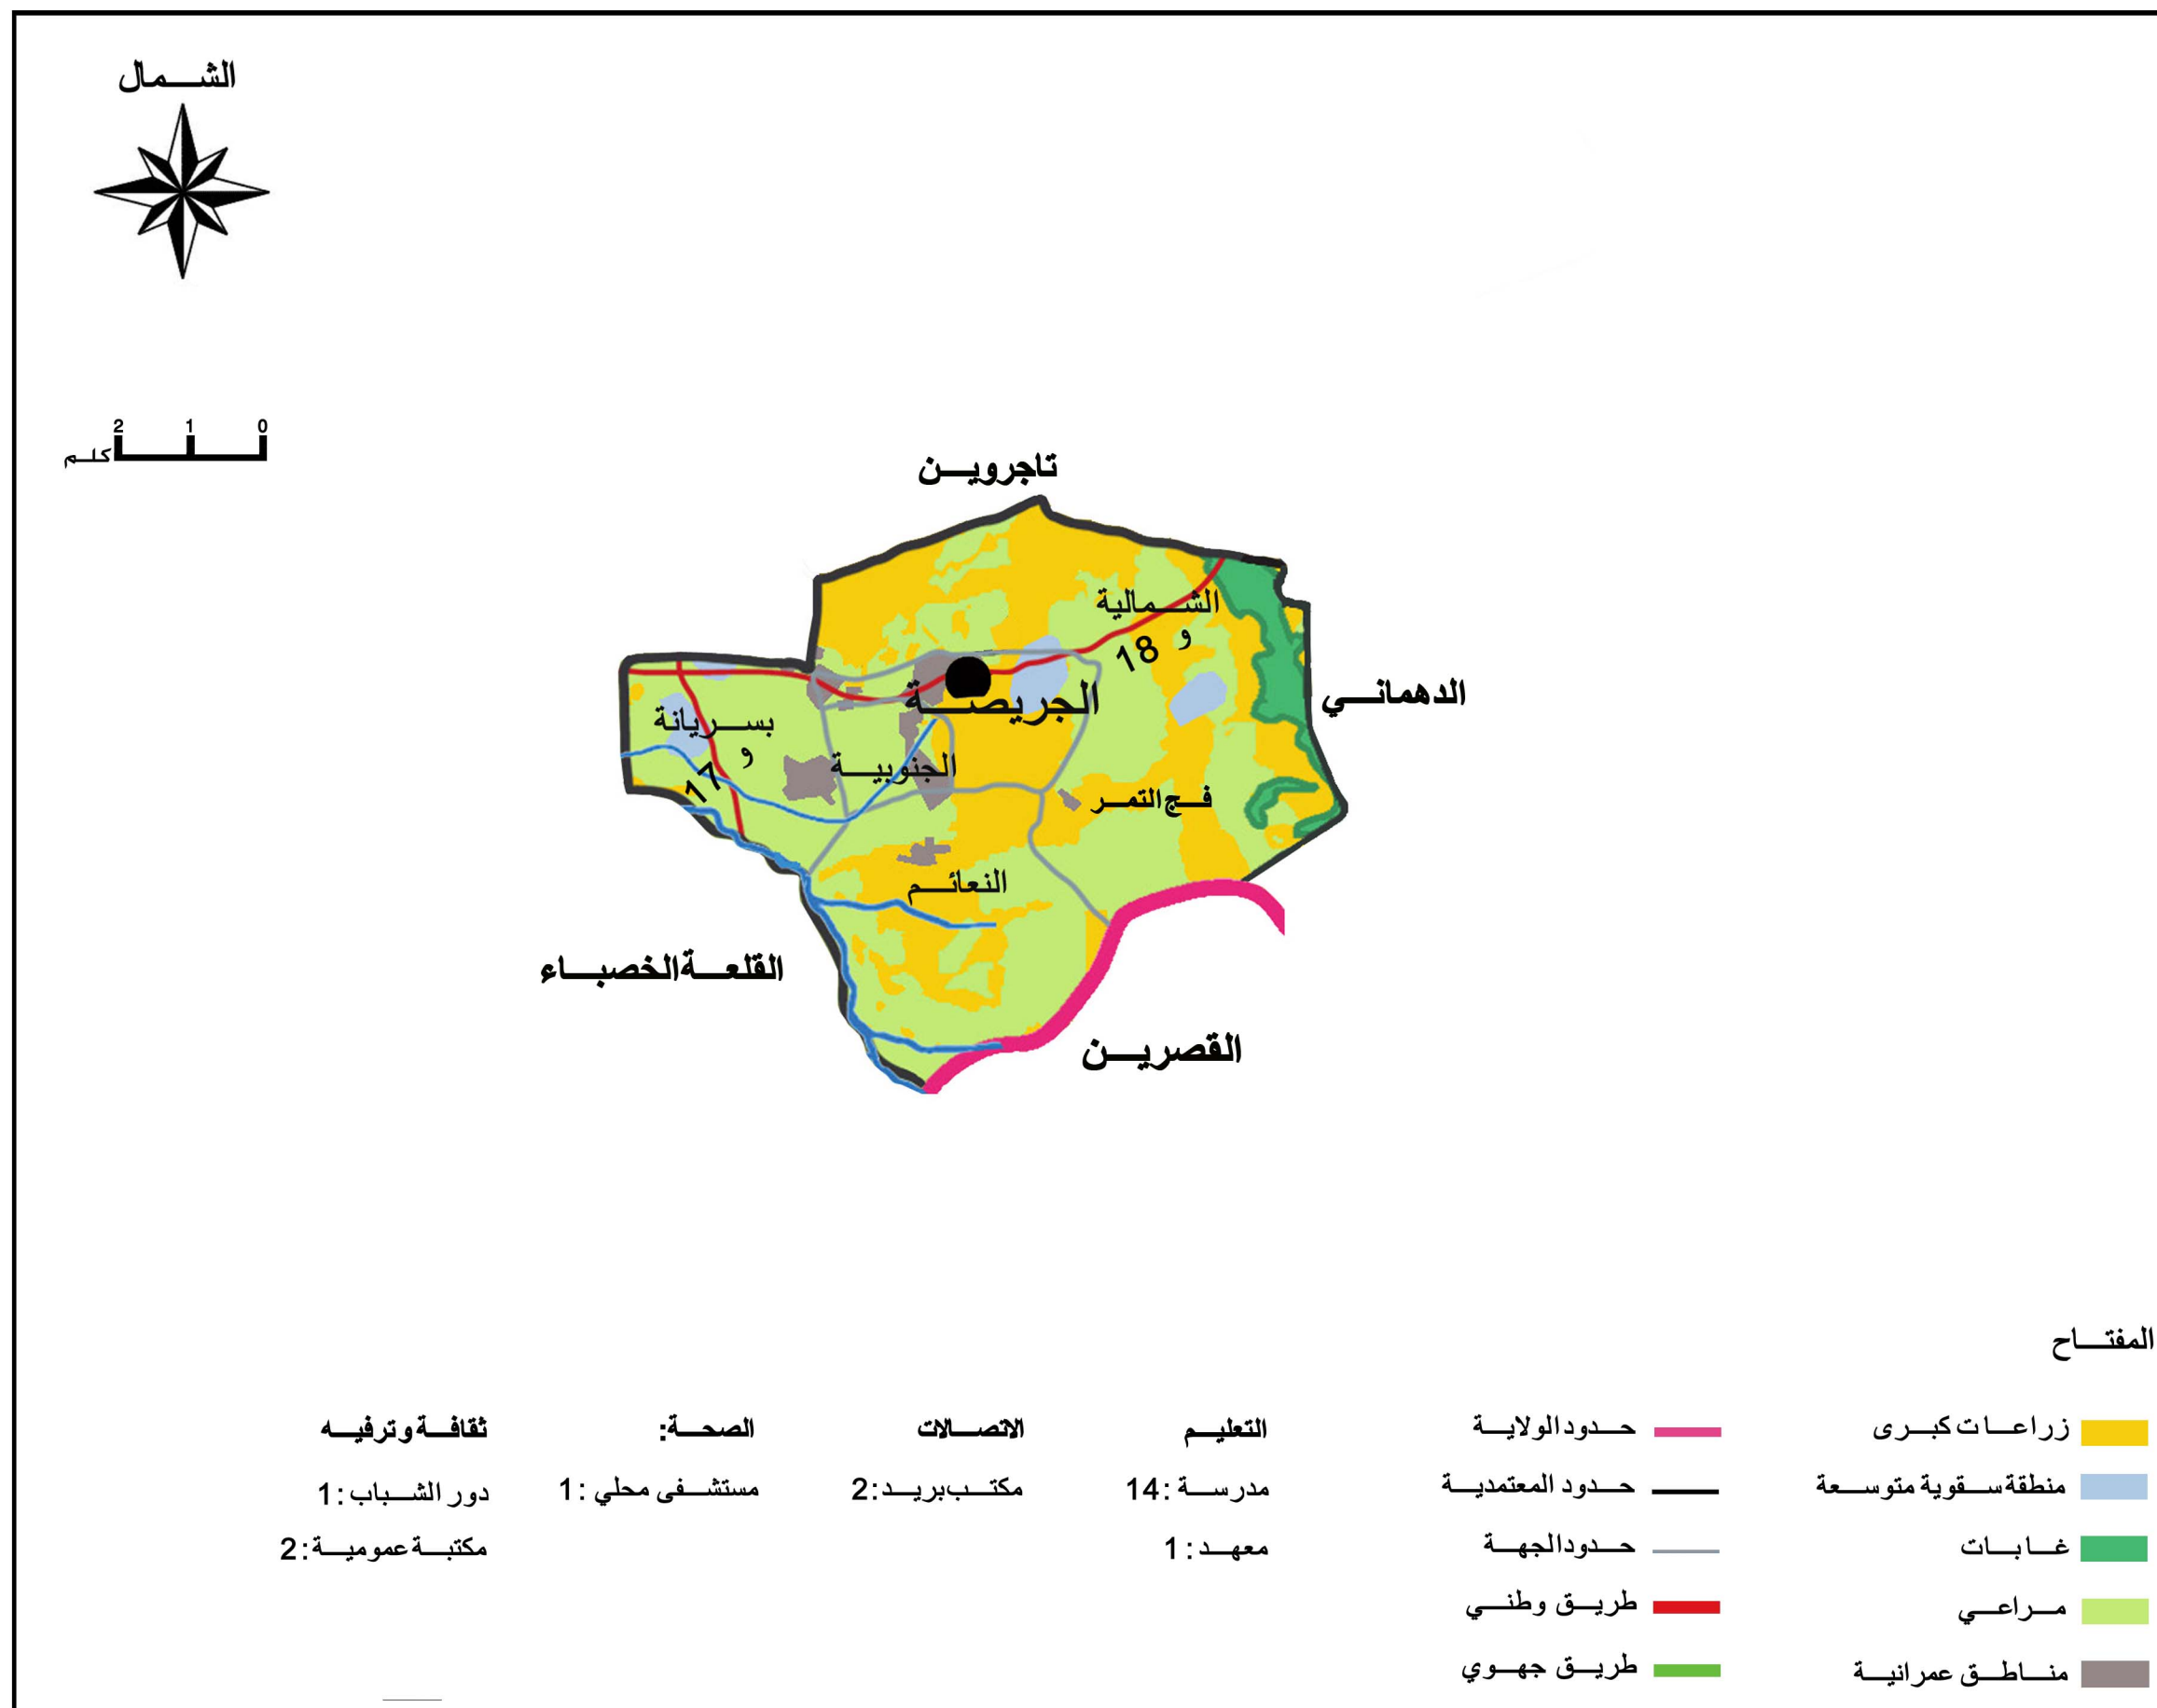 الشمال
2 1 0
كلم
تاجروين
الشمالية
و 18
الدهماني
الجريصة
بسريانة
و 17
الجنوبية
فج التمر
النعائم
القلعة الخصباء
القصرين
المفتاح
زراعات كبرى
منطقة سقوية متوسعة
غابات
مراعي
مناطق عمرانية
حدود الولاية
حدود المعتمدية
حدود الجهة
طريق وطني
طريق جهوي
التعليم
مدرسة :14
معهد :1
الاتصالات
مكتب بريد:2
الصحة:
مستشفى محلي :1
ثقافة وترفيه
دور الشباب :1
مكتبة عمومية :2